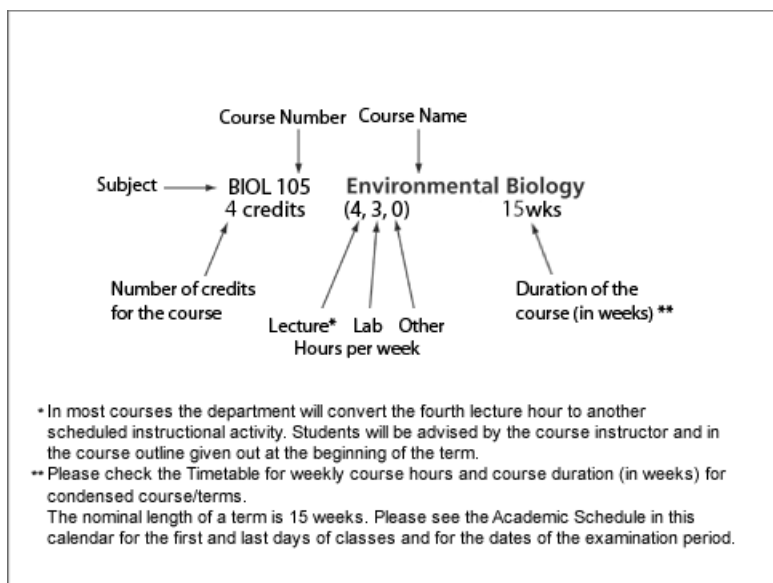 Course Number Course Name
Subject BIOL 105 Environmental Biology
4 credits (4, 3, 0) 15wks
Number of credits
for the course
Lecture* Lab Other
Hours per week
Duration of the
course (in weeks) **
* In most courses the department will convert the fourth lecture hour to another
scheduled instructional activity. Students will be advised by the course instructor and in
the course outline given out at the beginning of the term.
** Please check the Timetable for weekly course hours and course duration (in weeks) for
condensed course/terms.
The nominal length of a term is 15 weeks. Please see the Academic Schedule in this
calendar for the first and last days of classes and for the dates of the examination period.